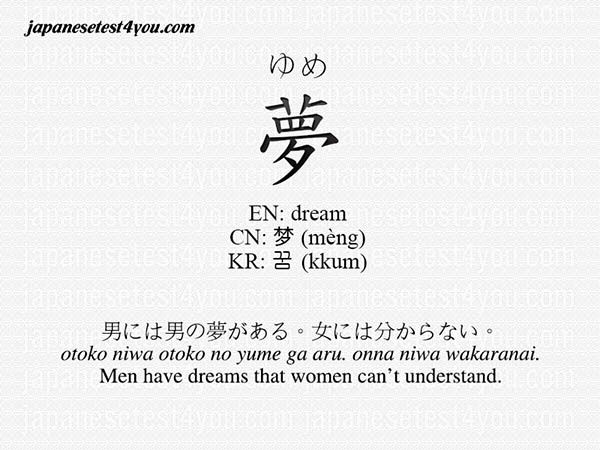 japanesetest4you.com
ゆめ
夢
EN: dream
CN: 梦 (mèng)
KR: 꿈 (kkum)
男には男の夢がある。女には分からない。
otoko niwa otoko no yume ga aru. onna niwa wakaranai.
Men have dreams that women can’t understand.